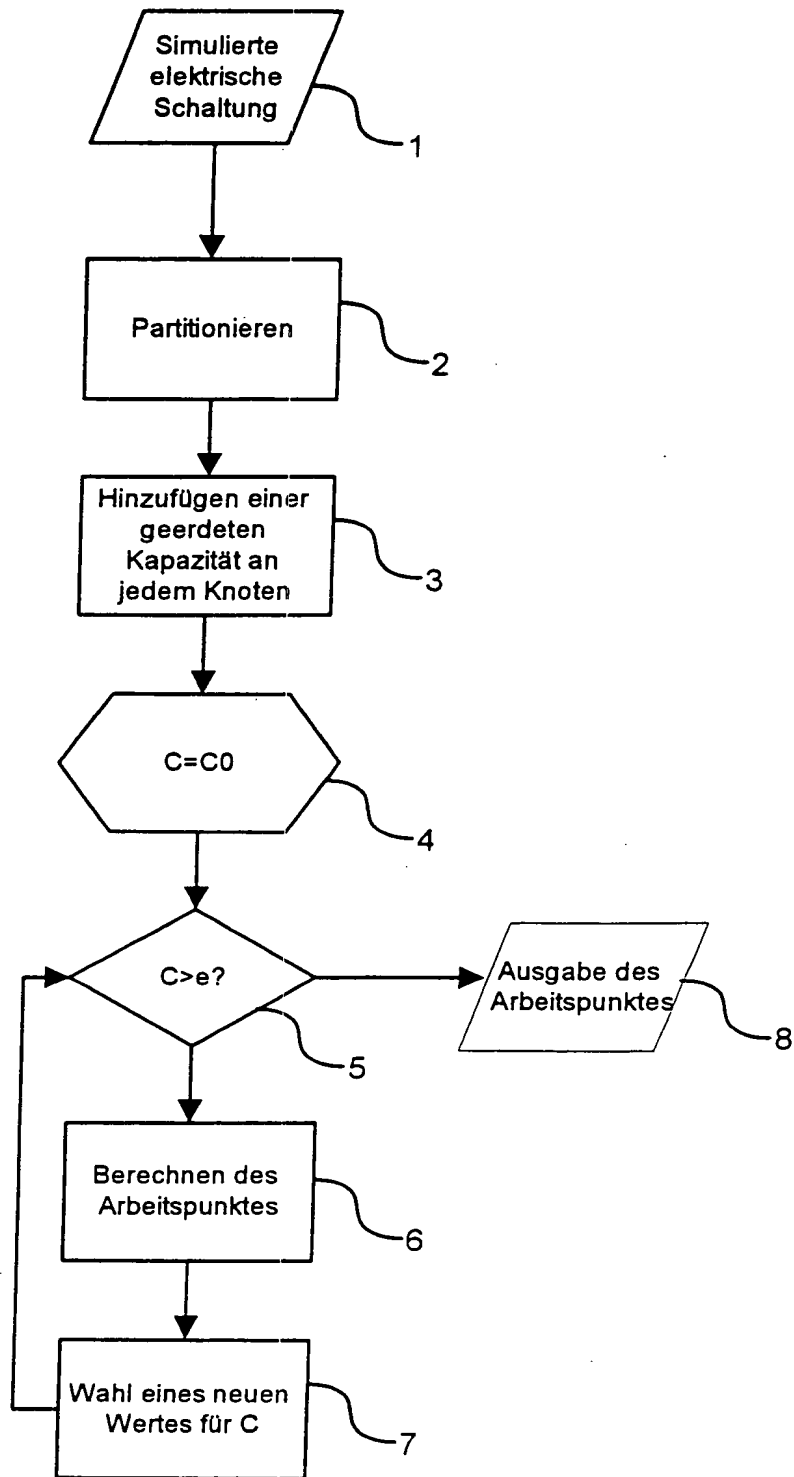 Simulierte
elektrische
Schaltung
1
Partitionieren
2
Hinzufügen einer
geerdeten
Kapazität an
jedem Knoten
3
C=C0
4
C>e?
5
Ausgabe des
Arbeitspunktes
8
Berechnen des
Arbeitspunktes
6
Wahl eines neuen
Wertes für C
7